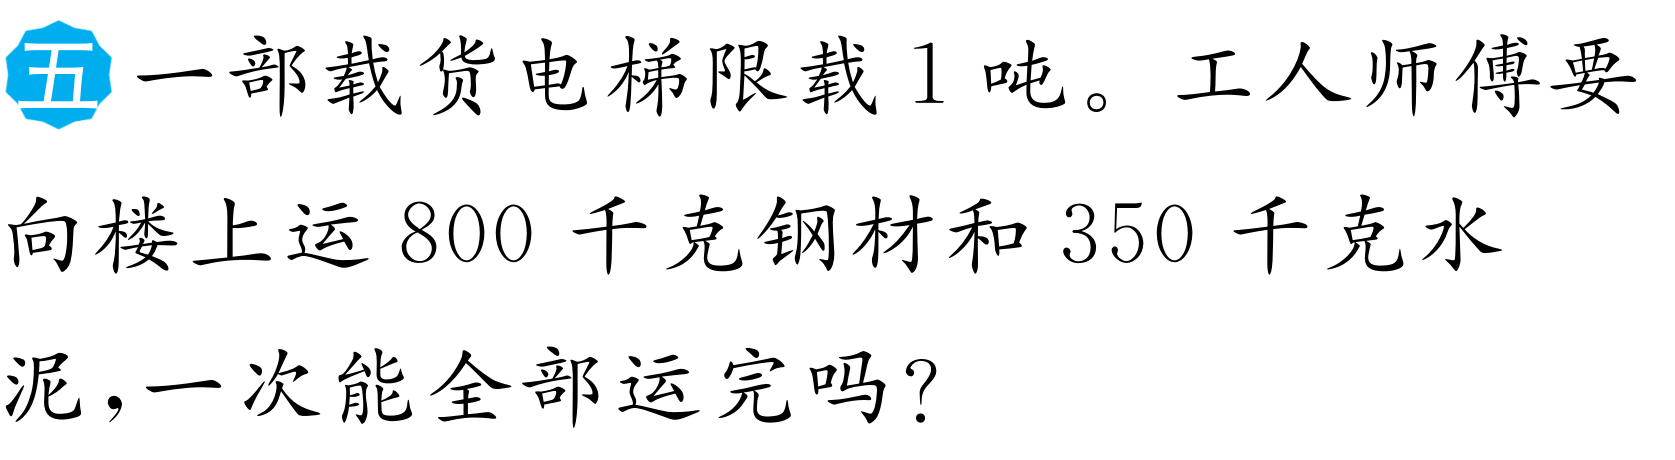 五 一部载货电梯限载1吨。工人师傅要
向楼上运800千克钢材和350千克水
泥,一次能全部运完吗?